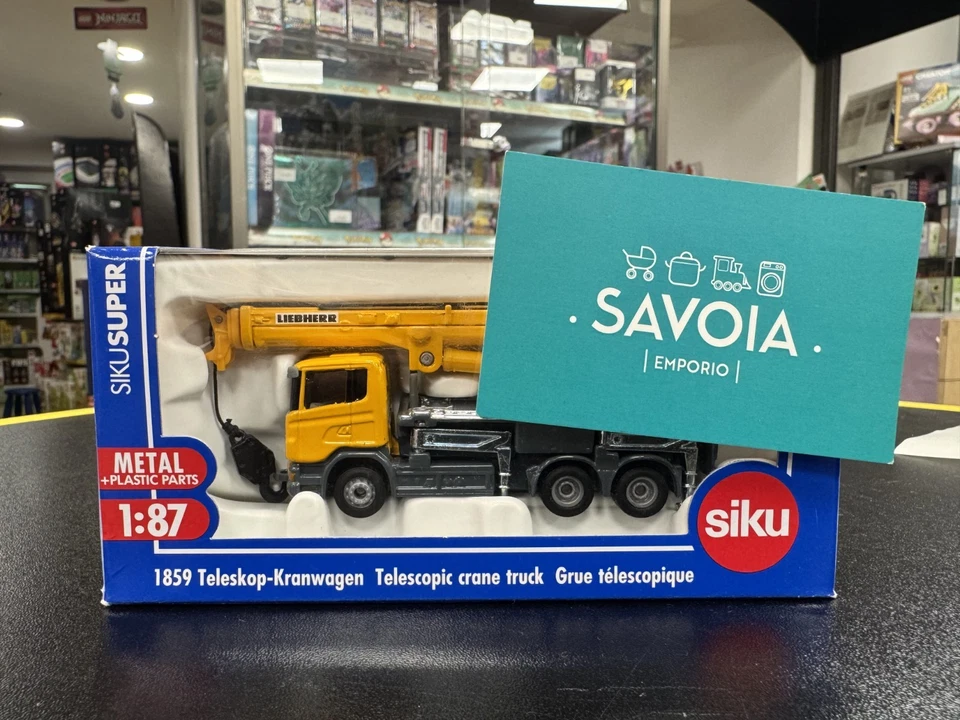 NINJAGO
SIKUSUPER
LIEBHERR
METAL
+PLASTIC PARTS
1:87
siku
1859 Teleskop-Kranwagen Telescopic crane truck Grue télescopique
· SAVOIA ·
| EMPORIO |